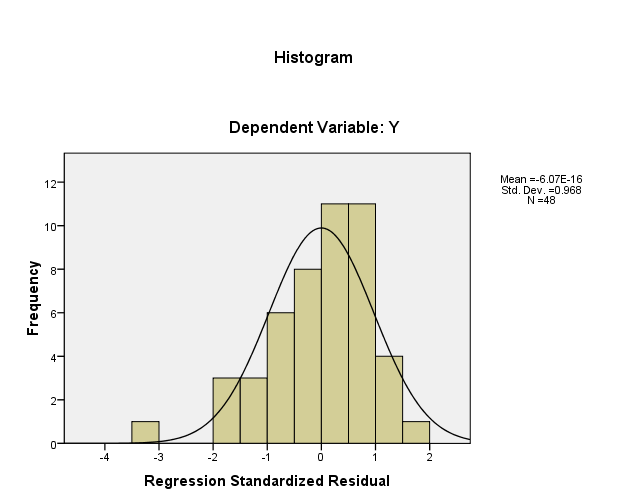 Histogram
Dependent Variable: Y
Mean =-6.07E-16
Std. Dev. =0.968
N =48
12
10
8
6
4
2
0
Frequency
-4 -3 -2 -1 0 1 2
Regression Standardized Residual